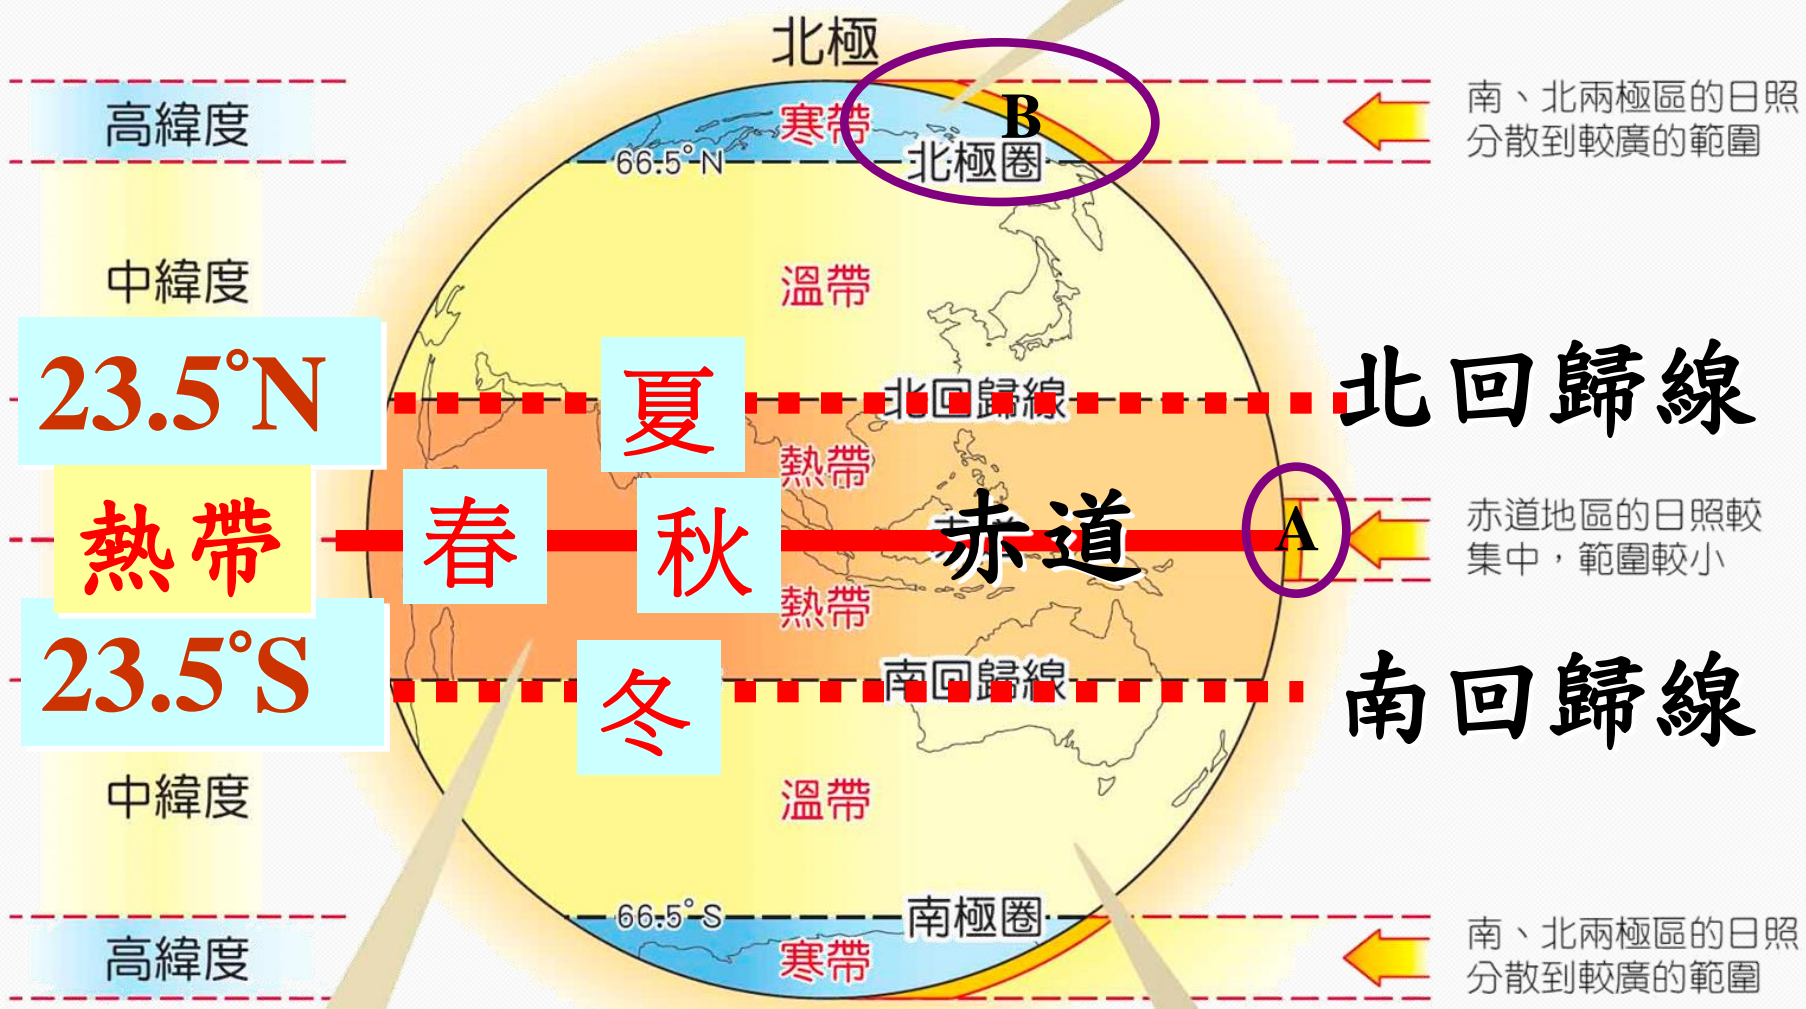 北極
高緯度
寒帶
B
南、北兩極區的日照
分散到較廣的範圍
66.5°N
北極圈
中緯度
溫帶
23.5°N
夏
北回歸線
北回歸線
熱帶
熱帶
春
秋
赤道
赤道
A
赤道地區的日照較
集中，範圍較小
熱帶
23.5°S
冬
南回歸線
南回歸線
中緯度
溫帶
66.5°S
南極圈
高緯度
寒帶
南、北兩極區的日照
分散到較廣的範圍